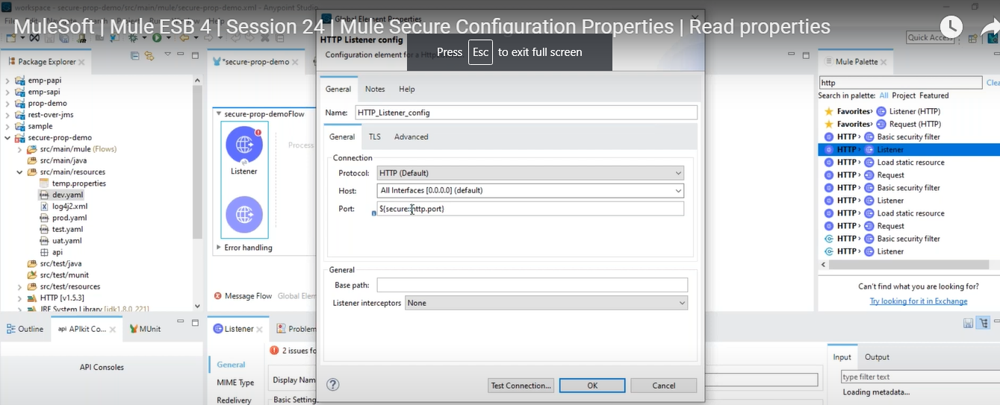 workspace - secure-prop-demo/src/main/mule/secure-prop-demo.xml - Anypoint Studio
MuleSoft | Mule ESB 4 | Session 24 | Mule Secure Configuration Properties | Read properties
Global Element Properties
HTTP Listener config
Configuration element for a
Press Esc to exit full screen
Quick Access
Package Explorer
emp-papi
emp-sapi
prop-demo
rest-over-jms
sample
secure-prop-demo
src/main/mule (Flows)
src/main/java
src/main/resources
temp.properties
dev.yaml
log4j2.xml
prod.yaml
test.yaml
uat.yaml
api
src/test/java
src/test/munit
src/test/resources
HTTP [v1.5.3]
JRE System Library [jdk1.8.0_221]
*secure-prop-demo
secure-prop-demoFlow
Process
Listener
Error handling
Message Flow
General
Notes
Help
Name:
HTTP_Listener_config
General
TLS
Advanced
Connection
Protocol:
HTTP (Default)
Host:
All Interfaces [0.0.0.0] (default)
Port:
${secure::http.port}
General
Base path:
Listener interceptors
None
Test Connection...
OK
Cancel
Mule Palette
http
Search in palette: All Project Featured
Favorites> Listener (HTTP)
Favorites> Request (HTTP)
HTTP > Basic security filter
HTTP > Listener
HTTP > Load static resource
HTTP > Request
HTTP > Basic security filter
HTTP > Listener
HTTP > Load static resource
HTTP > Request
HTTP > Basic security filter
HTTP > Listener
Can't find what you are looking for?
Try looking for it in Exchange
Outline
api APIkit Co...
MUnit
API Consoles
Listener
2 issues
General
MIME Type
Redelivery
Display
Input
Output
type filter text
Loading metadata...